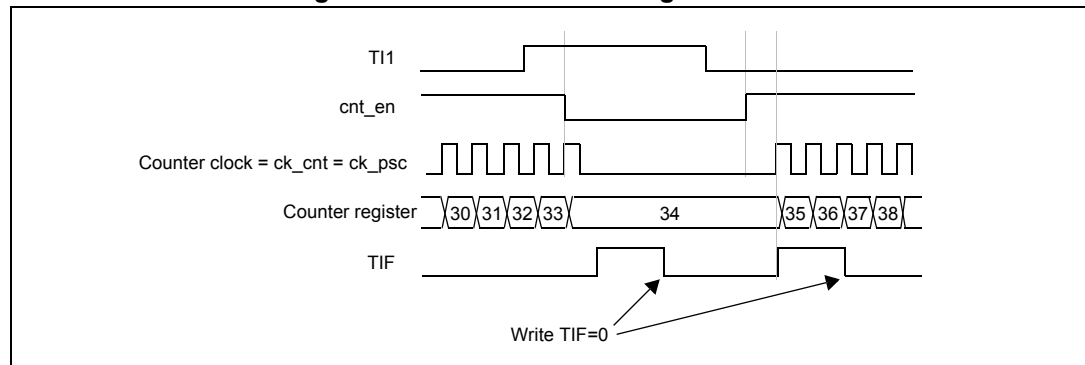 TI1
cnt_en
Counter clock = ck_cnt = ck_psc
Counter register 30 31 32 33 34 35 36 37 38
TIF
Write TIF=0